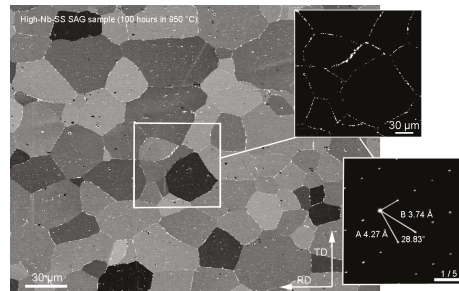 High-Nb-SS SAG sample (100 hours in 950 °C)
30 µm
B 3.74 Å
A 4.27 Å
28.83°
1 / 5
TD
RD
30 µm